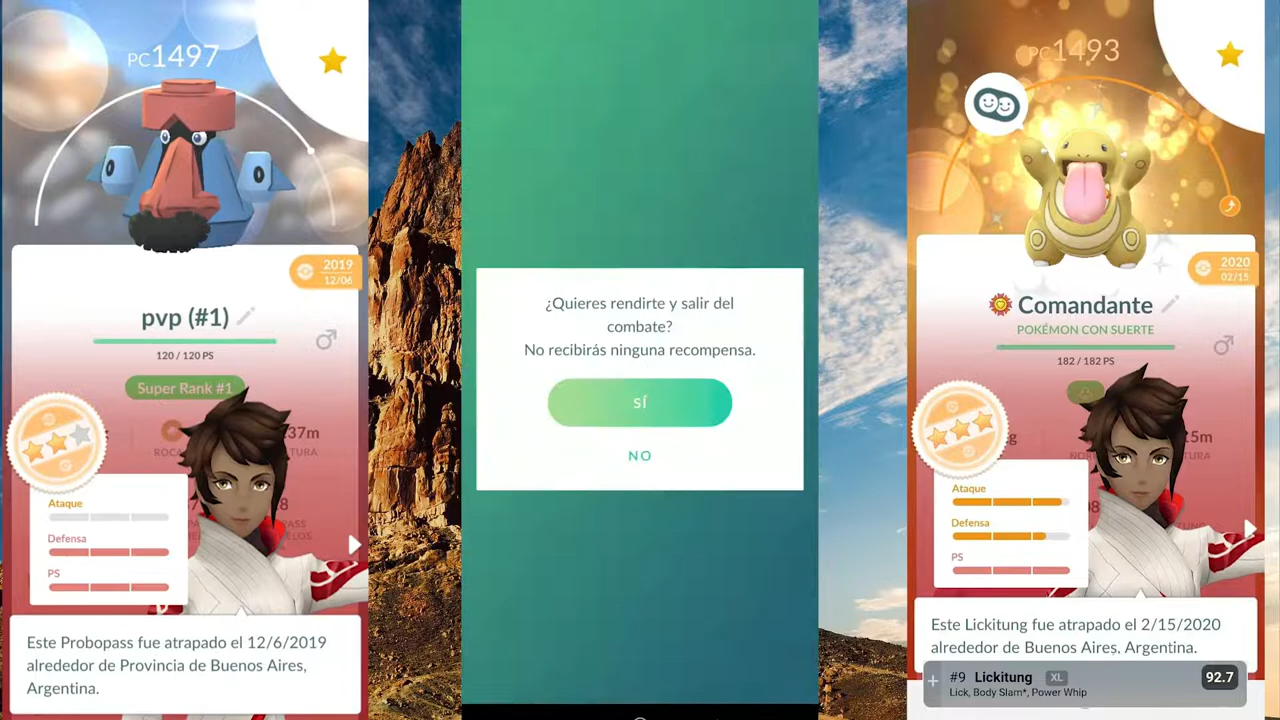 PC1497
2019
12/06
pvp (#1)
120 / 120 PS
Super Rank #1
37m
ROCA
TURA
Ataque
Defensa
PS
Este Probopass fue atrapado el 12/6/2019
alrededor de Provincia de Buenos Aires,
Argentina.
¿Quieres rendirte y salir del
combate?
No recibirás ninguna recompensa.
SÍ
NO
PC1493
2020
02/15
Comandante
POKÉMON CON SUERTE
182 / 182 PS
Ataque
Defensa
PS
Este Lickitung fue atrapado el 2/15/2020
alrededor de Buenos Aires, Argentina.
+ #9 Lickitung XL 92.7
Lick, Body Slam*, Power Whip